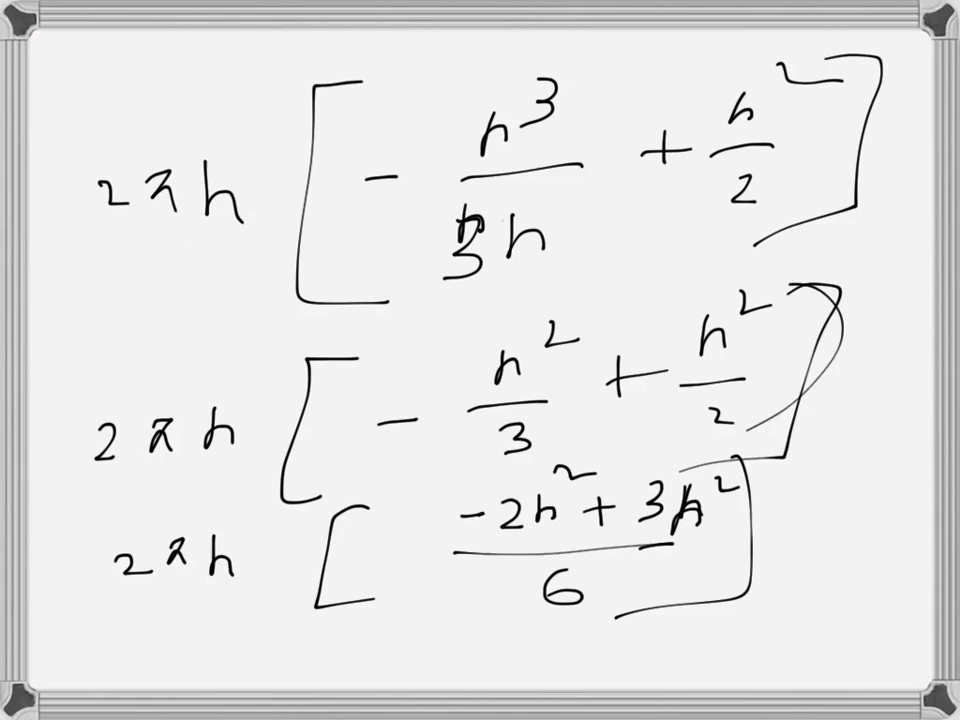 2πh [ - h³/3h + h²/2 ]
2πh [ - h²/3 + h²/2 ]
2πh [ (-2h² + 3h²)/6 ]